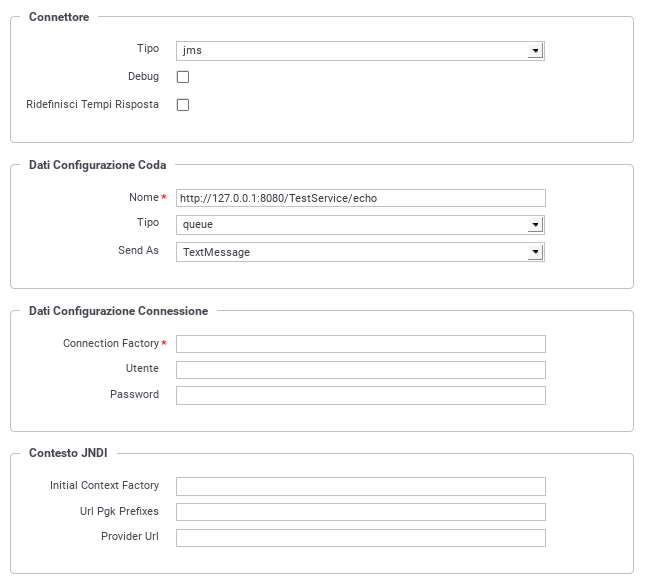 Connettore
Tipo jms
Debug
Ridefinisci Tempi Risposta
Dati Configurazione Coda
Nome * http://127.0.0.1:8080/TestService/echo
Tipo queue
Send As TextMessage
Dati Configurazione Connessione
Connection Factory *
Utente
Password
Contesto JNDI
Initial Context Factory
Url Pgk Prefixes
Provider Url